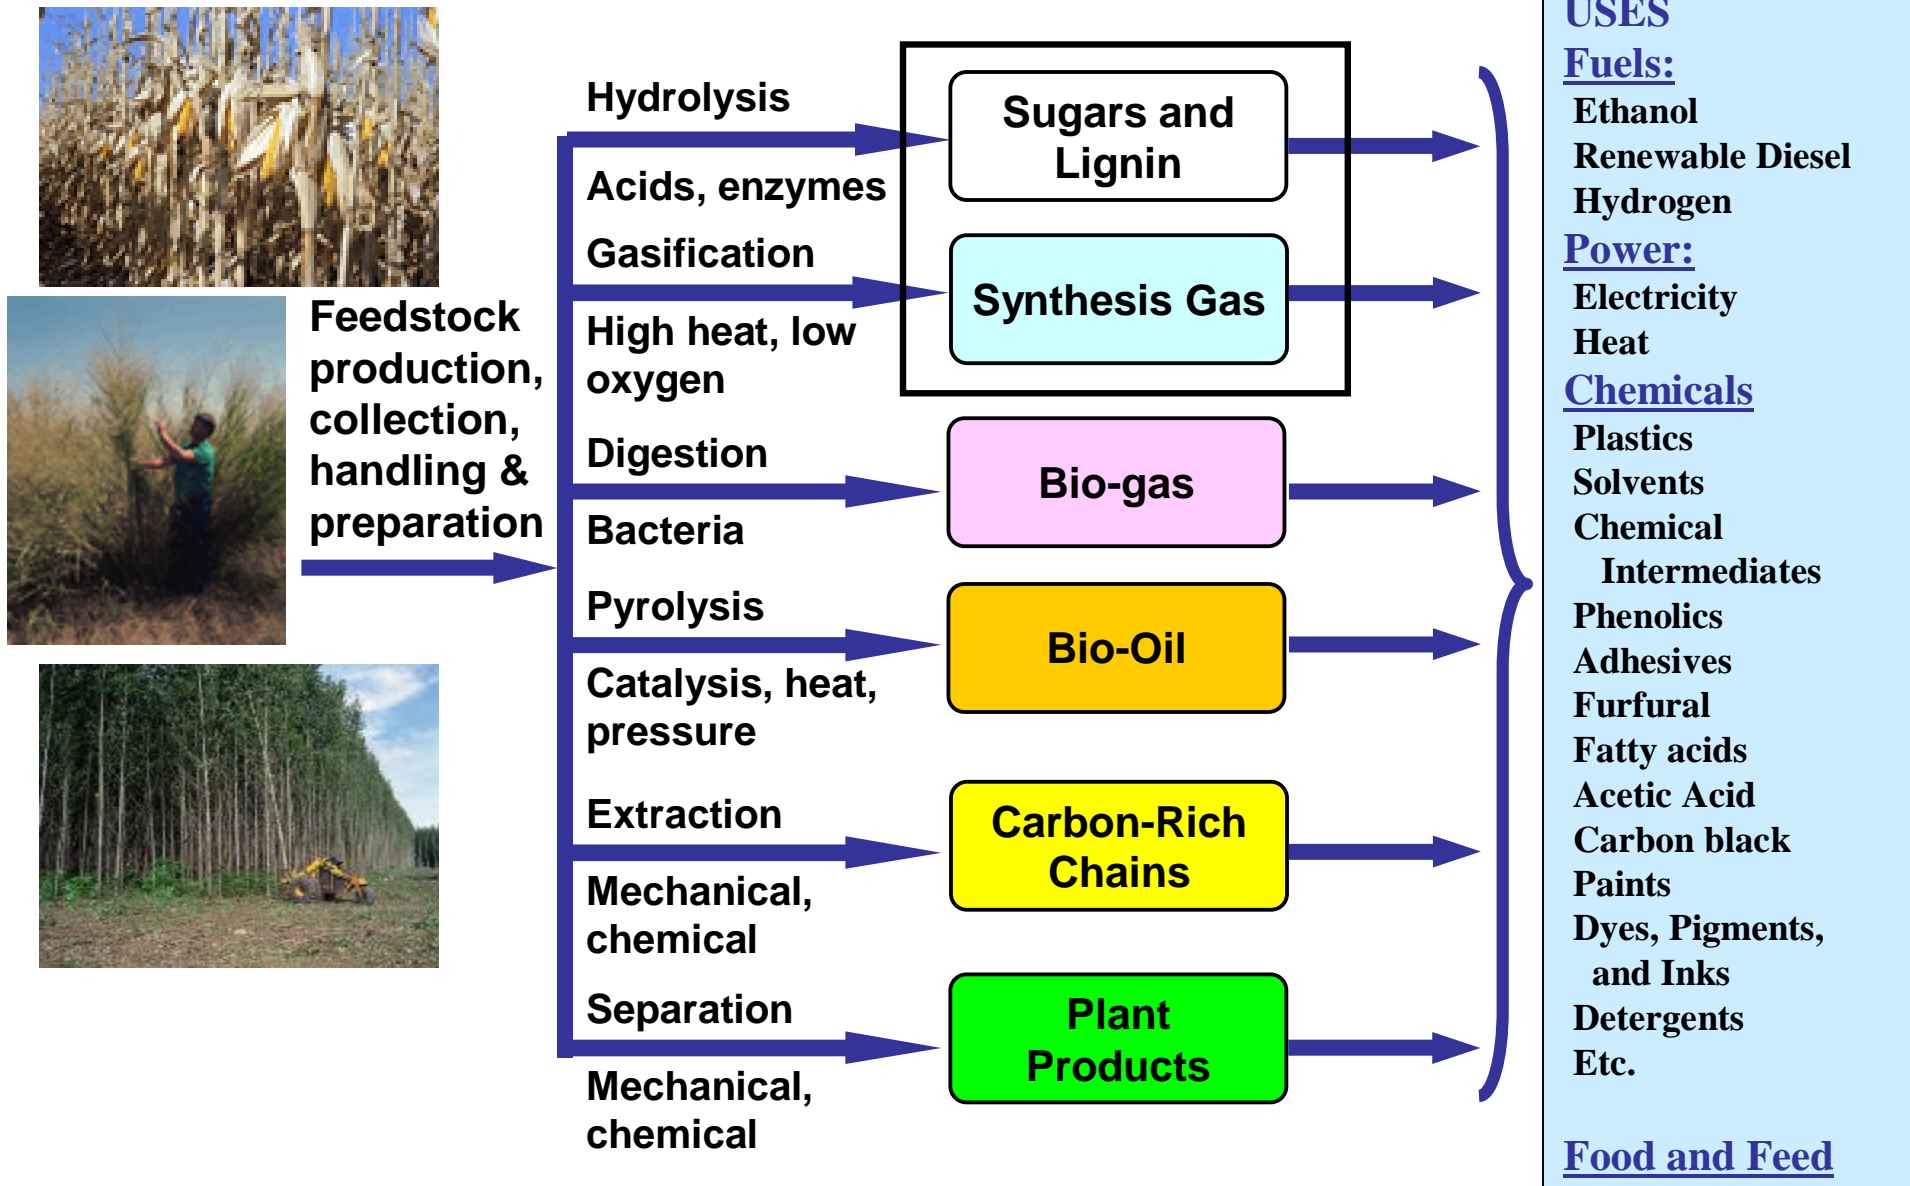 Feedstock
production,
collection,
handling &
preparation
Hydrolysis
Acids, enzymes
Sugars and
Lignin
Gasification
High heat, low
oxygen
Synthesis Gas
Digestion
Bacteria
Bio-gas
Pyrolysis
Catalysis, heat,
pressure
Bio-Oil
Extraction
Mechanical,
chemical
Carbon-Rich
Chains
Separation
Mechanical,
chemical
Plant
Products
USES
Fuels:
Ethanol
Renewable Diesel
Hydrogen
Power:
Electricity
Heat
Chemicals
Plastics
Solvents
Chemical
Intermediates
Phenolics
Adhesives
Furfural
Fatty acids
Acetic Acid
Carbon black
Paints
Dyes, Pigments,
and Inks
Detergents
Etc.
Food and Feed